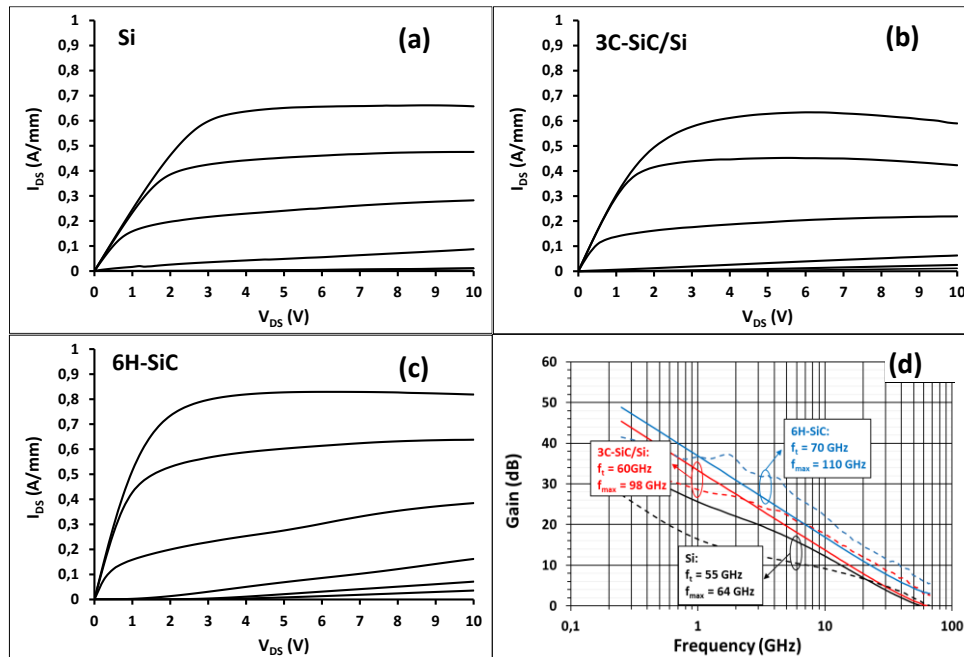 Si
(a)
1
0,9
0,8
0,7
0,6
0,5
0,4
0,3
0,2
0,1
0
I_DS (A/mm)
0 1 2 3 4 5 6 7 8 9 10
V_DS (V)
3C-SiC/Si
(b)
1
0,9
0,8
0,7
0,6
0,5
0,4
0,3
0,2
0,1
0
I_DS (A/mm)
0 1 2 3 4 5 6 7 8 9 10
V_DS (V)
6H-SiC
(c)
1
0,9
0,8
0,7
0,6
0,5
0,4
0,3
0,2
0,1
0
I_DS (A/mm)
0 1 2 3 4 5 6 7 8 9 10
V_DS (V)
(d)
60
50
40
30
20
10
0
Gain (dB)
6H-SiC:
f_t = 70 GHz
f_max = 110 GHz
3C-SiC/Si:
f_t = 60GHz
f_max = 98 GHz
Si:
f_t = 55 GHz
f_max = 64 GHz
0,1 1 10 100
Frequency (GHz)